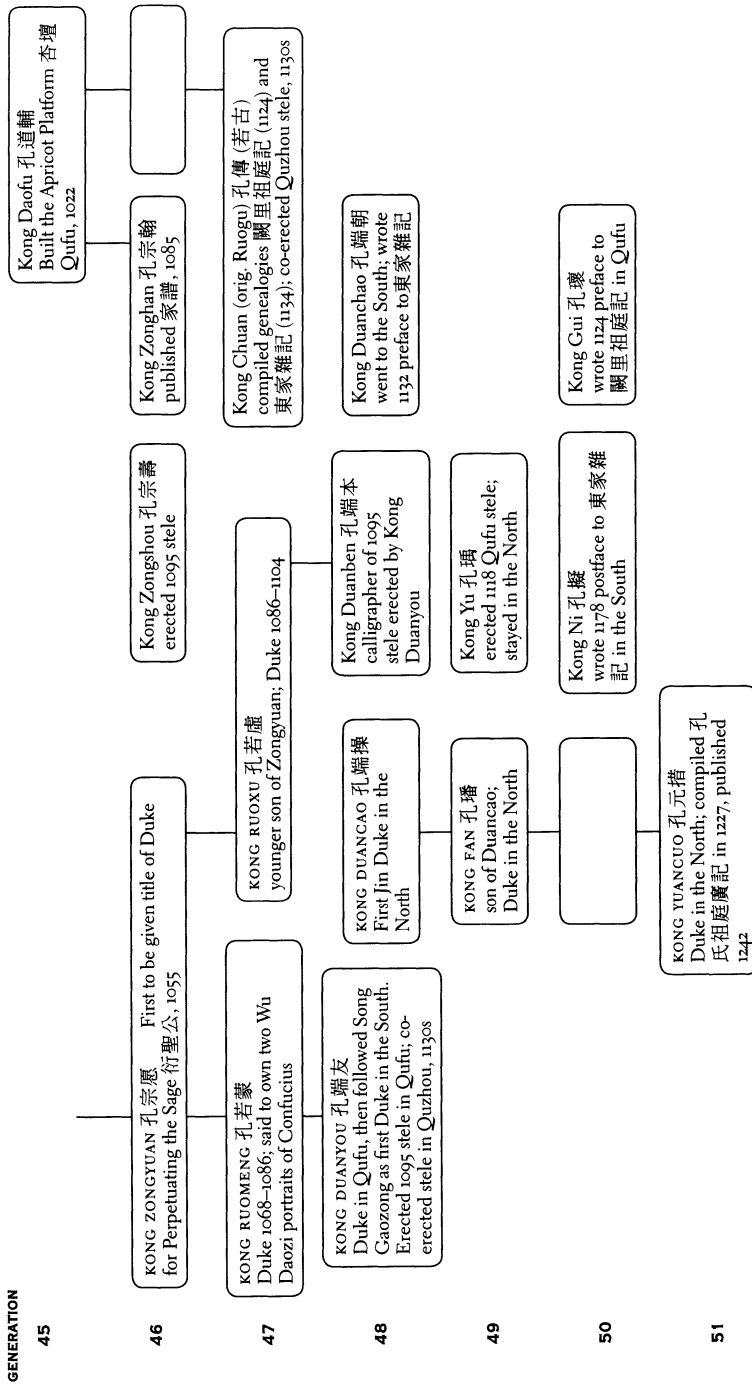 GENERATION
45
46
47
48
49
50
51
Kong Daofu 孔道輔
Built the Apricot Platform 杏壇
Qufu, 1022
KONG ZONGYUAN 孔宗愿 First to be given title of Duke
for Perpetuating the Sage 衍聖公, 1055
Kong Zongshou 孔宗壽
erected 1095 stele
Kong Zonghan 孔宗翰
published 家譜, 1085
KONG RUOMENG 孔若蒙
Duke 1068–1086; said to own two Wu
Daozi portraits of Confucius
KONG RUOXU 孔若虛
younger son of Zongyuan; Duke 1086–1104
Kong Chuan (orig. Ruogu) 孔傳 (若古)
compiled genealogies 闕里祖庭記 (1124) and
東家雜記 (1134); co-erected Quzhou stele, 1130s
KONG DUANYOU 孔端友
Duke in Qufu, then followed Song
Gaozong as first Duke in the South.
Erected 1095 stele in Qufu; co-
erected stele in Quzhou, 1130s
KONG DUANCAO 孔端操
First Jin Duke in the
North
Kong Duanben 孔端本
calligrapher of 1095
stele erected by Kong
Duanyou
Kong Duanchao 孔端朝
went to the South; wrote
1132 preface to東家雜記
KONG FAN 孔璠
son of Duancao;
Duke in the North
Kong Yu 孔瑀
erected 1118 Qufu stele;
stayed in the North
Kong Ni 孔擬
wrote 1178 postface to 東家雜
記 in the South
Kong Gui 孔瓌
wrote 1124 preface to
闕里祖庭記 in Qufu
KONG YUANCUO 孔元措
Duke in the North; compiled 孔
氏祖庭廣記 in 1227, published
1242